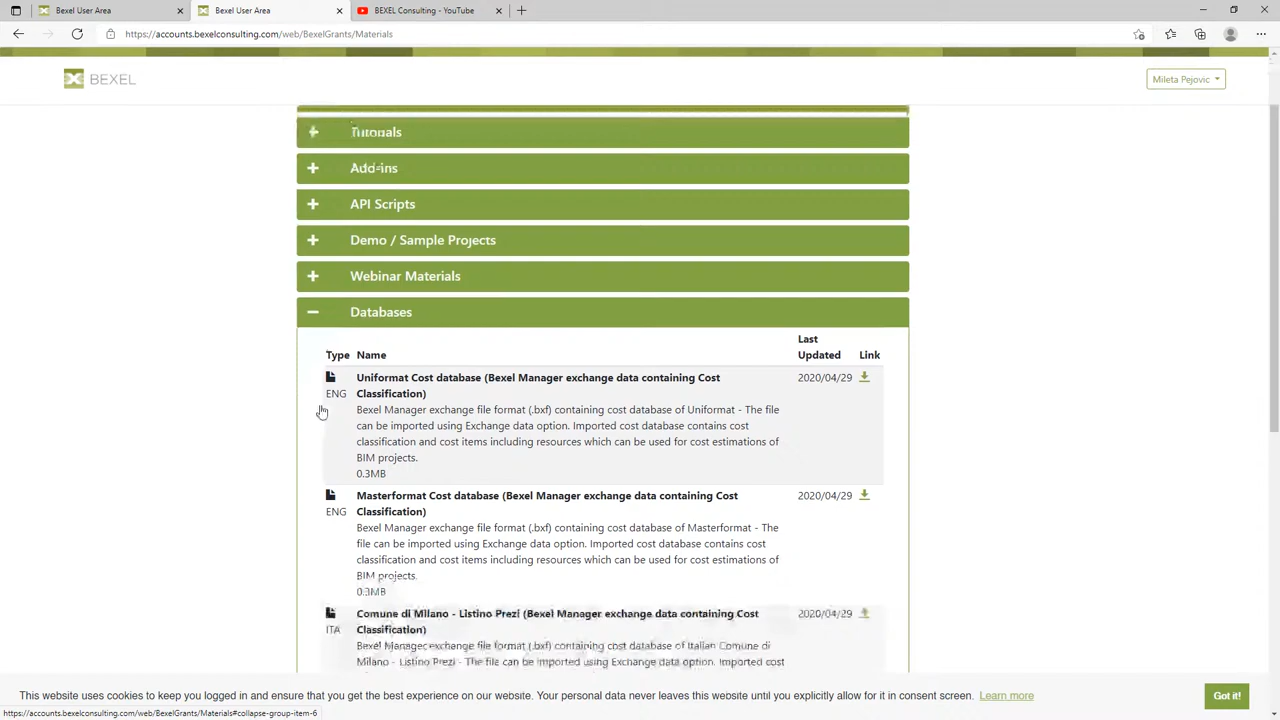 Bexel User Area
Bexel User Area
BEXEL Consulting - YouTube
https://accounts.bexelconsulting.com/web/BexelGrants/Materials
BEXEL
Mileta Pejovic
Tutorials
Add-ins
API Scripts
Demo / Sample Projects
Webinar Materials
Databases
Type Name Last Updated Link
Uniformat Cost database (Bexel Manager exchange data containing Cost 2020/04/29
ENG Classification)
Bexel Manager exchange file format (.bxf) containing cost database of Uniformat - The file
can be imported using Exchange data option. Imported cost database contains cost
classification and cost items including resources which can be used for cost estimations of
BIM projects.
0.3MB
Masterformat Cost database (Bexel Manager exchange data containing Cost 2020/04/29
ENG Classification)
Bexel Manager exchange file format (.bxf) containing cost database of Masterformat - The
file can be imported using Exchange data option. Imported cost database contains cost
classification and cost items including resources which can be used for cost estimations of
BIM projects.
0.3MB
Comune di Milano - Listino Prezi (Bexel Manager exchange data containing Cost 2020/04/29
ITA Classification)
Bexel Manager exchange file format (.bxf) containing cost database of Italian Comune di
Milano - Listino Prezi - The file can be imported using Exchange data option. Imported cost
This website uses cookies to keep you logged in and ensure that you get the best experience on our website. Your personal data never leaves this website until you explicitly allow for it in consent screen. Learn more Got it!
https://accounts.bexelconsulting.com/web/BexelGrants/Materials#collapse-group-item-6